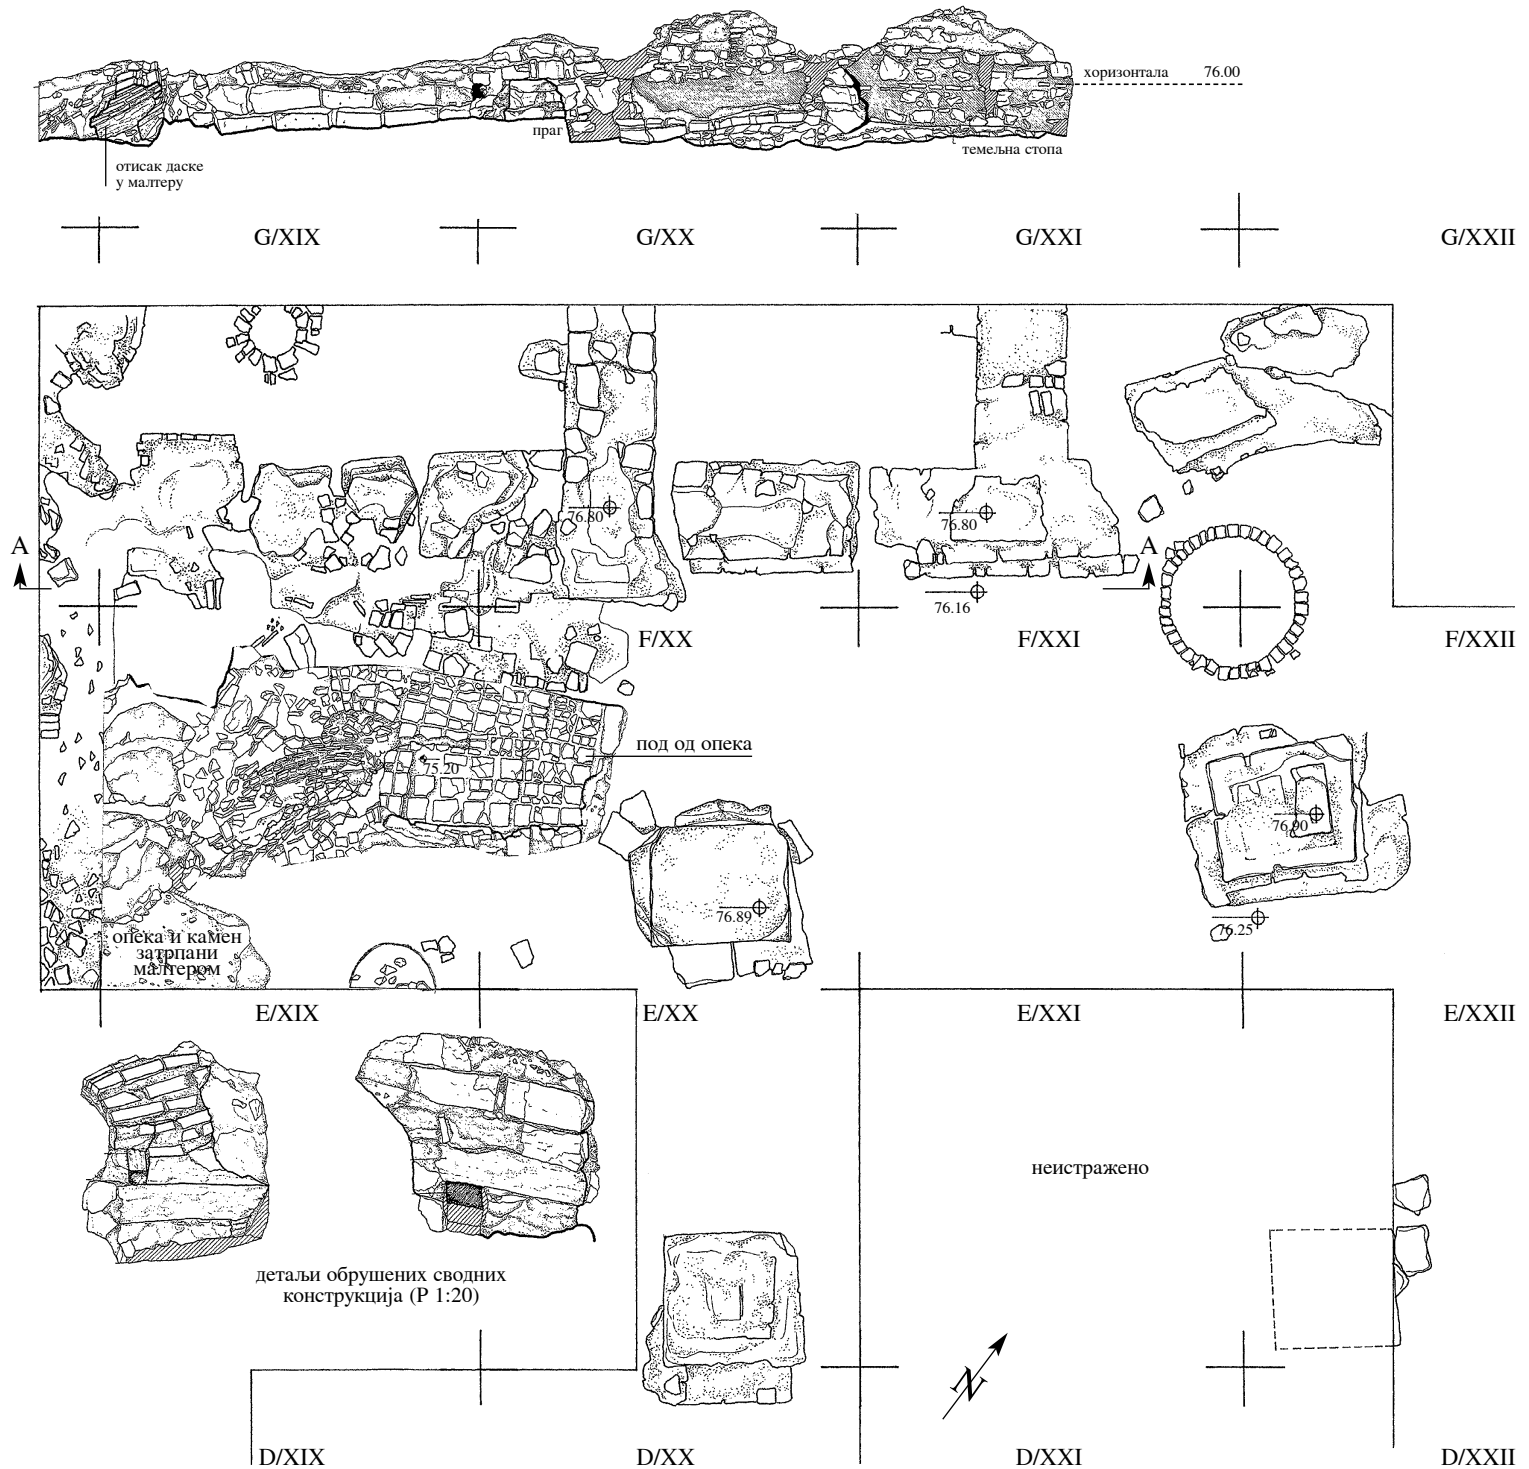 хоризонтала 76.00
праг
темељна стопа
отисак даске
у малтеру
G/XIX
G/XX
G/XXI
G/XXII
76.80
76.80
A
A
76.16
F/XX
F/XXI
F/XXII
под од опека
75.20
76.90
76.89
76.25
опека и камен
затрпани
малтером
E/XIX
E/XX
E/XXI
E/XXII
неистражено
детаљи обрушених сводних
конструкција (Р 1:20)
N
D/XIX
D/XX
D/XXI
D/XXII